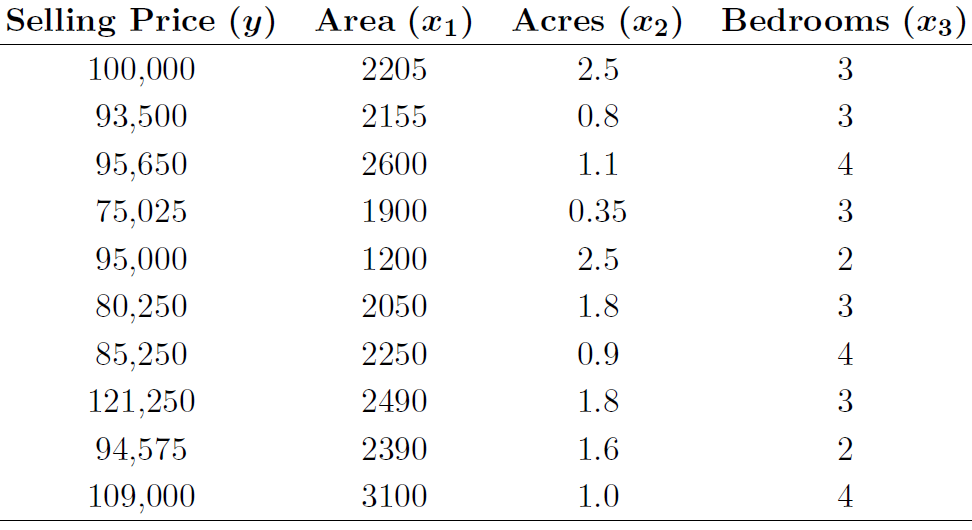 Selling Price (y) Area (x₁) Acres (x₂) Bedrooms (x₃)
100,000 2205 2.5 3
93,500 2155 0.8 3
95,650 2600 1.1 4
75,025 1900 0.35 3
95,000 1200 2.5 2
80,250 2050 1.8 3
85,250 2250 0.9 4
121,250 2490 1.8 3
94,575 2390 1.6 2
109,000 3100 1.0 4